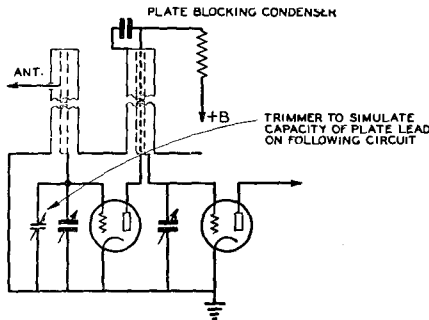 PLATE BLOCKING CONDENSER
ANT.
+B
TRIMMER TO SIMULATE
CAPACITY OF PLATE LEAD
ON FOLLOWING CIRCUIT